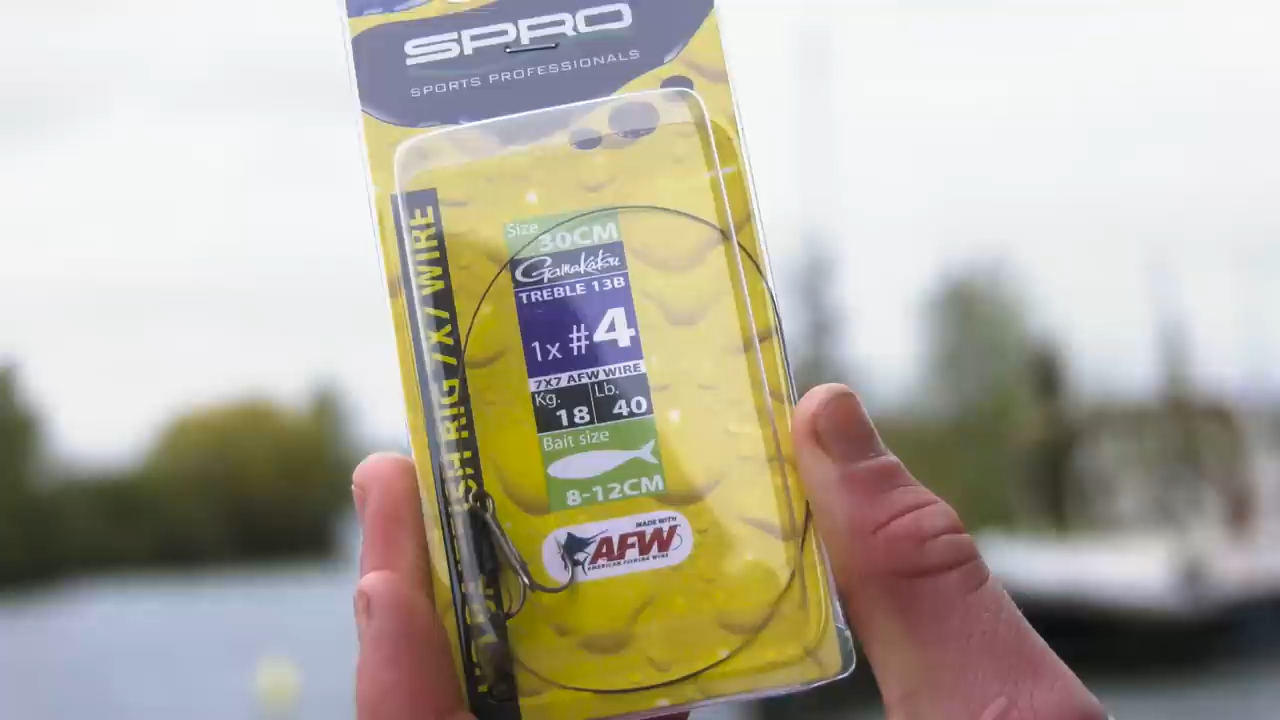 SPRO
SPORTS PROFESSIONALS
RIG 7X7 WIRE
Size
30CM
Gamakatsu
TREBLE 13B
1x #4
7X7 AFW WIRE
Kg. 18
Lb. 40
Bait size
8-12CM
MADE WITH
AFW
AMERICAN FISHING WIRE